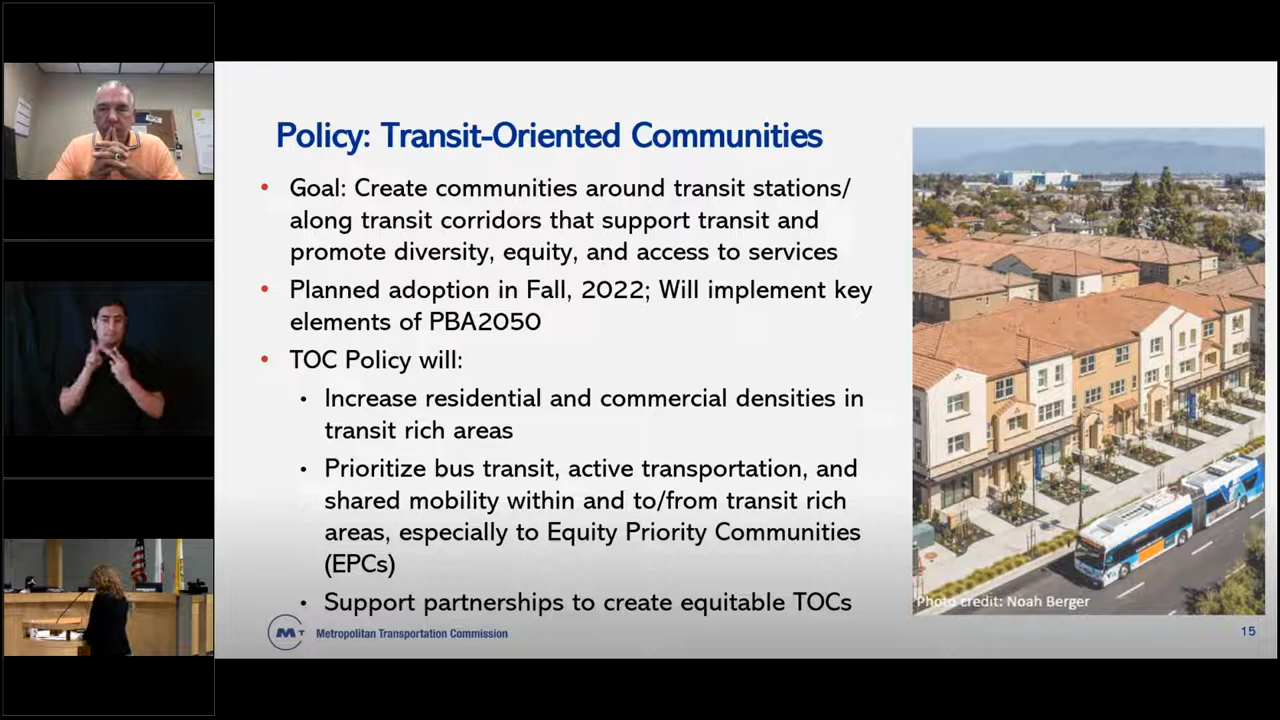 Policy: Transit-Oriented Communities
• Goal: Create communities around transit stations/
along transit corridors that support transit and
promote diversity, equity, and access to services
• Planned adoption in Fall, 2022; Will implement key
elements of PBA2050
• TOC Policy will:
• Increase residential and commercial densities in
transit rich areas
• Prioritize bus transit, active transportation, and
shared mobility within and to/from transit rich
areas, especially to Equity Priority Communities
(EPCs)
• Support partnerships to create equitable TOCs
Photo credit: Noah Berger
MT Metropolitan Transportation Commission
15